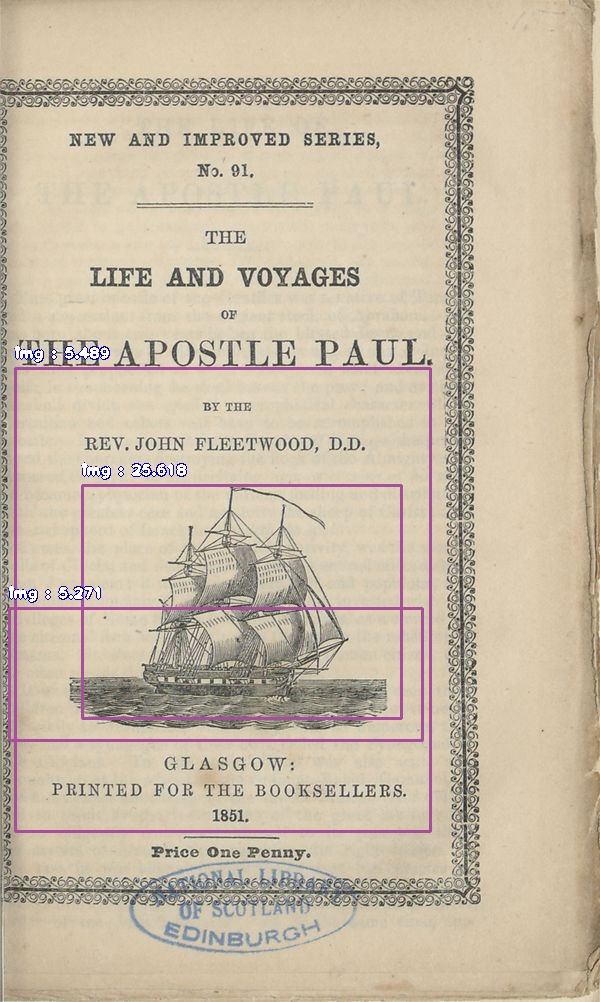 NEW AND IMPROVED SERIES,
No. 91.
THE
LIFE AND VOYAGES
OF
THE APOSTLE PAUL.
img : 5.489
BY THE
REV. JOHN FLEETWOOD, D.D.
img : 25.618
img : 5.271
GLASGOW:
PRINTED FOR THE BOOKSELLERS.
1851.
Price One Penny.
NATIONAL LIBRARY
OF SCOTLAND
EDINBURGH